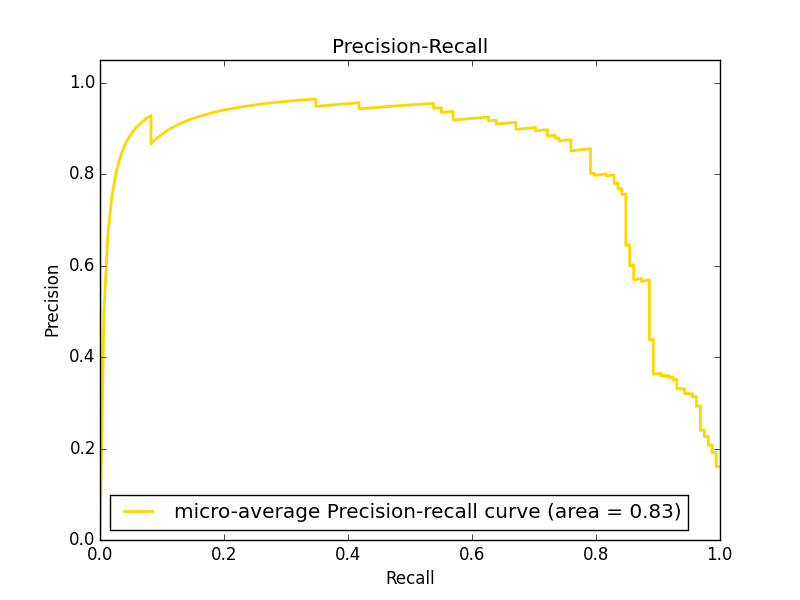 Precision-Recall
1.0
0.8
0.6
0.4
0.2
0.0
Precision
micro-average Precision-recall curve (area = 0.83)
0.0 0.2 0.4 0.6 0.8 1.0
Recall